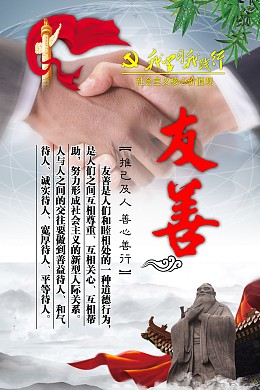 社会主义核心价值观
友善
【推己及人 善心善行】
友善是人们和睦相处的一种道德行为,
是人们之间互相尊重、互相关心、互相帮
助,努力形成社会主义的新型人际关系。
人与人之间的交往要做到善益待人、和气
待人、诚实待人、宽厚待人、平等待人。